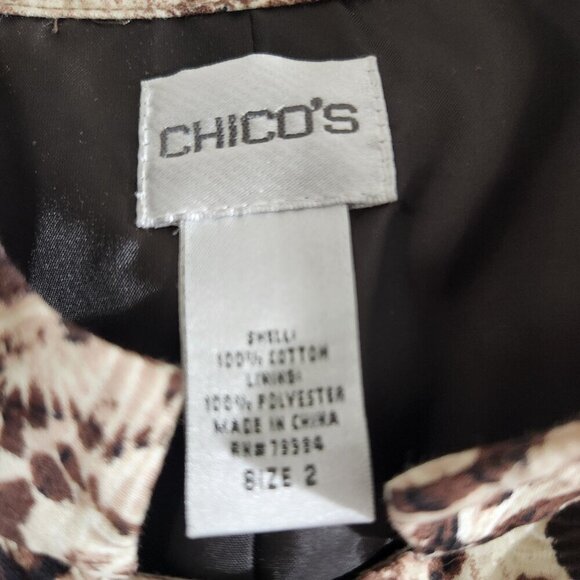 CHICO'S
SHELL:
100% COTTON
LINING:
100% POLYESTER
MADE IN CHINA
RN# 79994
SIZE 2